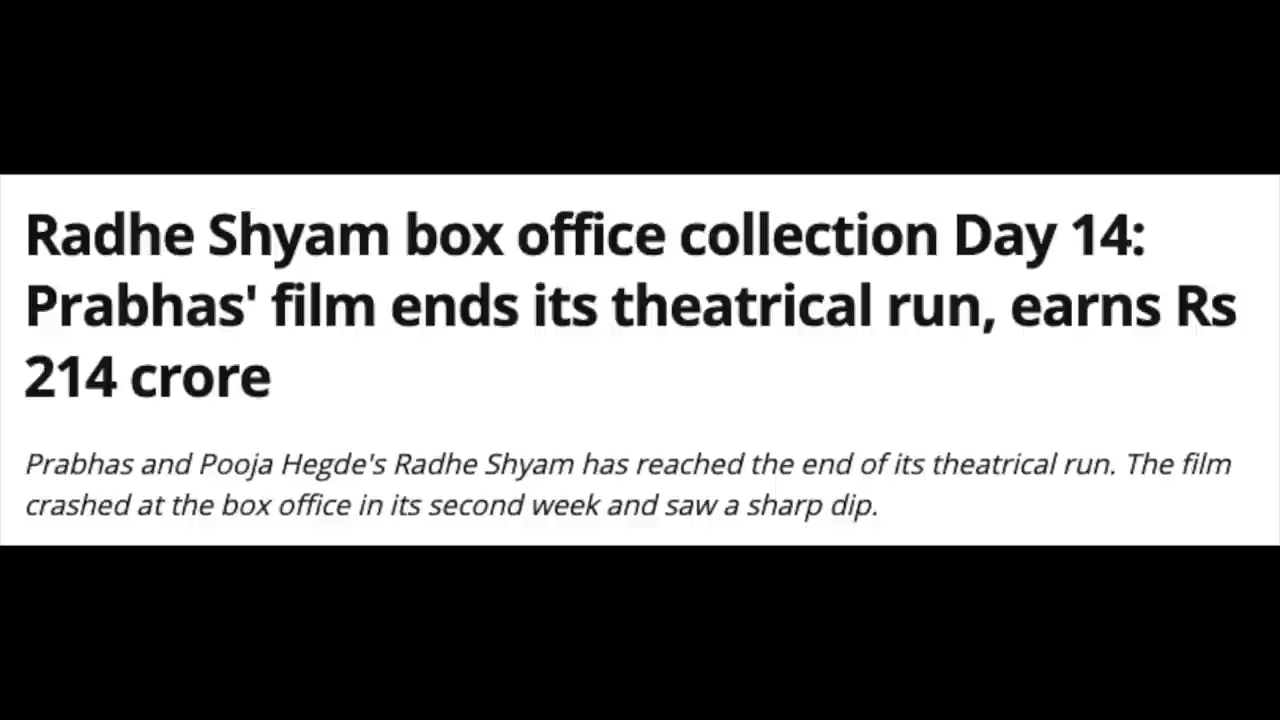 Radhe Shyam box office collection Day 14:
Prabhas' film ends its theatrical run, earns Rs
214 crore
Prabhas and Pooja Hegde's Radhe Shyam has reached the end of its theatrical run. The film
crashed at the box office in its second week and saw a sharp dip.